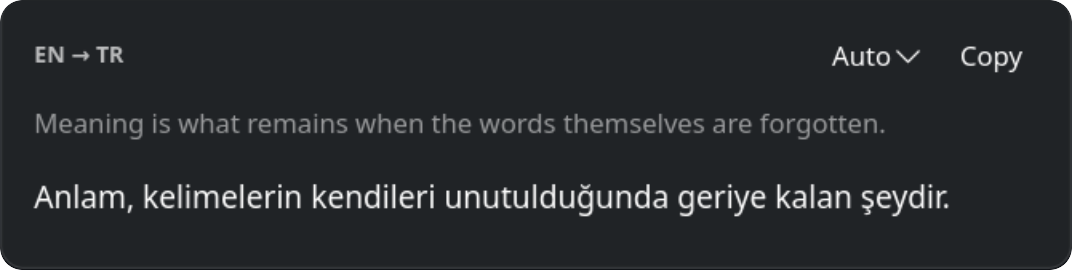 EN → TR
Auto Copy
Meaning is what remains when the words themselves are forgotten.
Anlam, kelimelerin kendileri unutulduğunda geriye kalan şeydir.